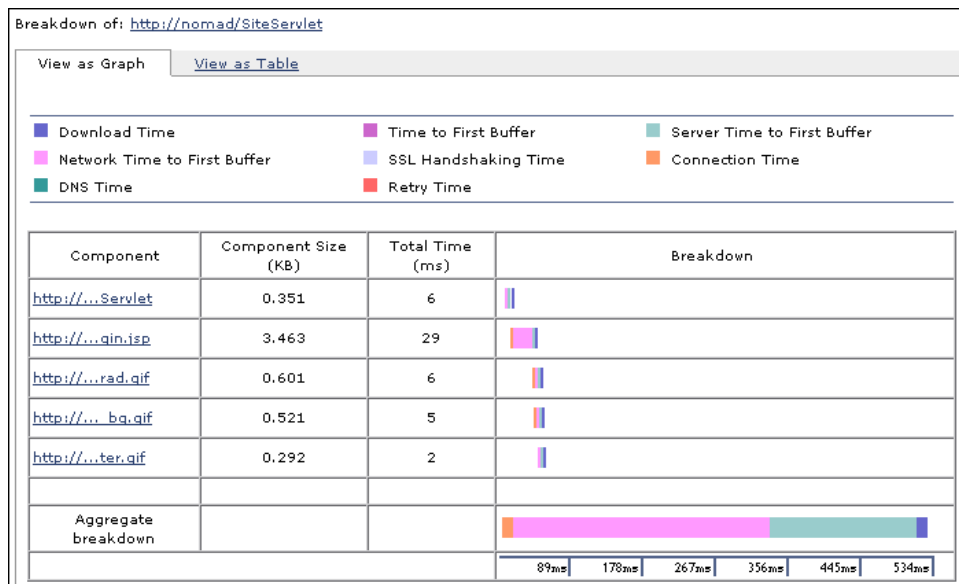 Breakdown of: http://nomad/SiteServlet
View as Graph View as Table
Download Time Time to First Buffer Server Time to First Buffer
Network Time to First Buffer SSL Handshaking Time Connection Time
DNS Time Retry Time
Component Component Size (KB) Total Time (ms) Breakdown
http://...Servlet 0.351 6
http://...gin.jsp 3.463 29
http://...rad.gif 0.601 6
http://... bg.gif 0.521 5
http://...ter.gif 0.292 2
Aggregate breakdown
89ms 178ms 267ms 356ms 445ms 534ms